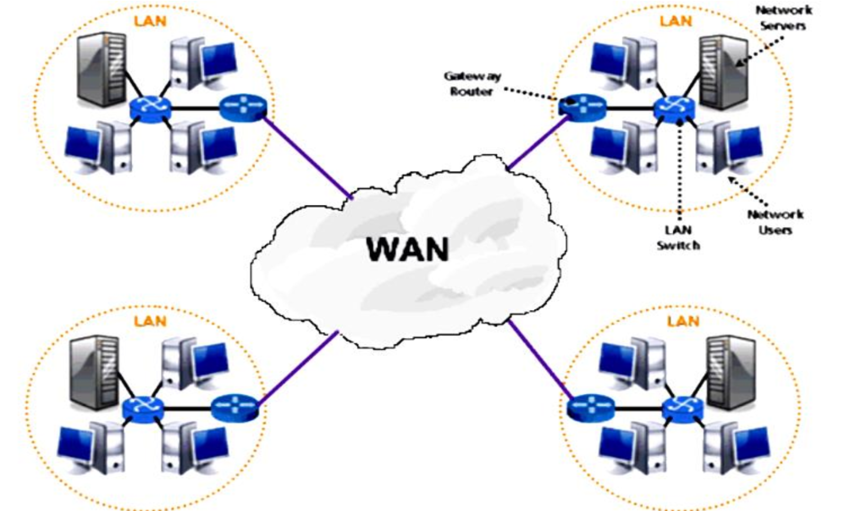 LAN
LAN
Network
Servers
Gateway
Router
WAN
Network
Users
LAN
Switch
LAN
LAN